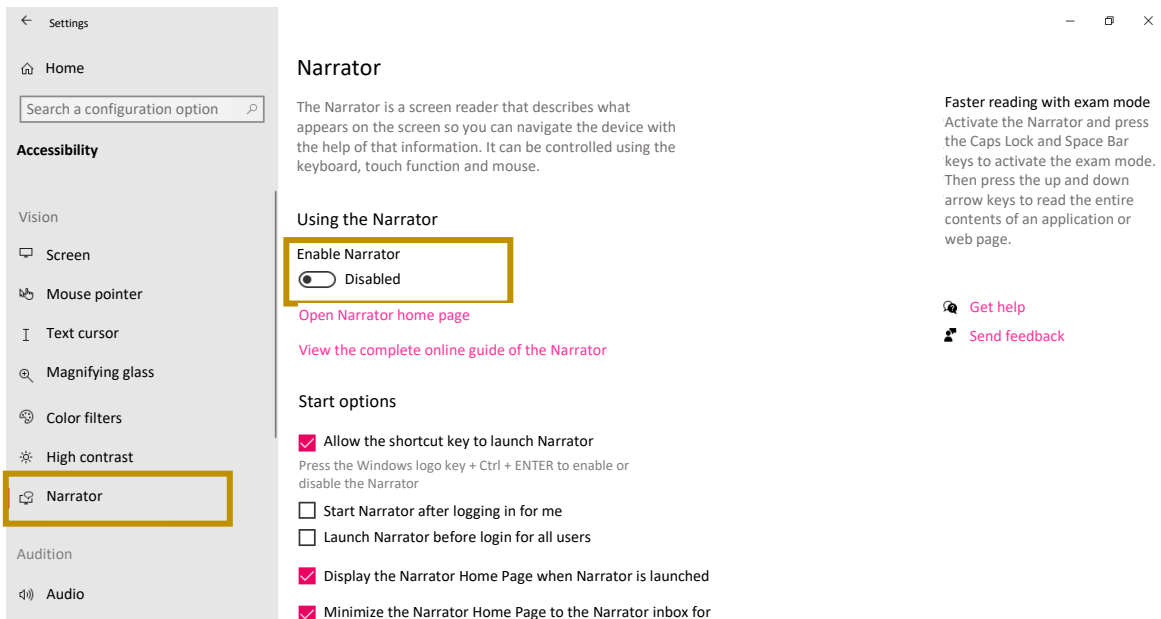 Settings
Home
Search a configuration option
Accessibility
Vision
Screen
Mouse pointer
Text cursor
Magnifying glass
Color filters
High contrast
Narrator
Audition
Audio
Narrator
The Narrator is a screen reader that describes what
appears on the screen so you can navigate the device with
the help of that information. It can be controlled using the
keyboard, touch function and mouse.
Using the Narrator
Enable Narrator
Disabled
Open Narrator home page
View the complete online guide of the Narrator
Start options
Allow the shortcut key to launch Narrator
Press the Windows logo key + Ctrl + ENTER to enable or
disable the Narrator
Start Narrator after logging in for me
Launch Narrator before login for all users
Display the Narrator Home Page when Narrator is launched
Minimize the Narrator Home Page to the Narrator inbox for
Faster reading with exam mode
Activate the Narrator and press
the Caps Lock and Space Bar
keys to activate the exam mode.
Then press the up and down
arrow keys to read the entire
contents of an application or
web page.
Get help
Send feedback